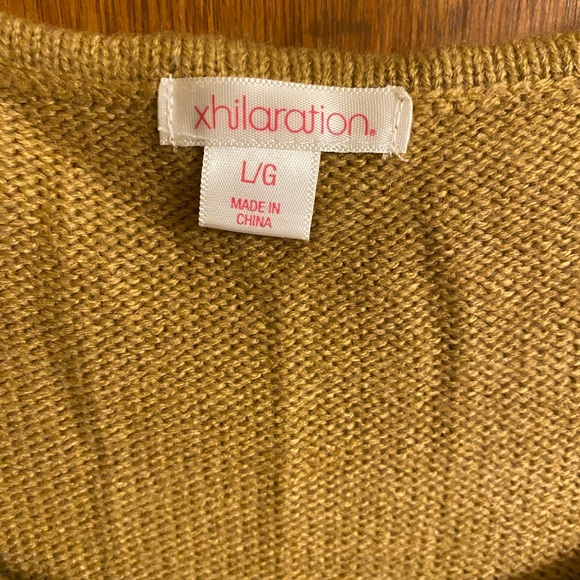 xhilaration.
L/G
MADE IN
CHINA